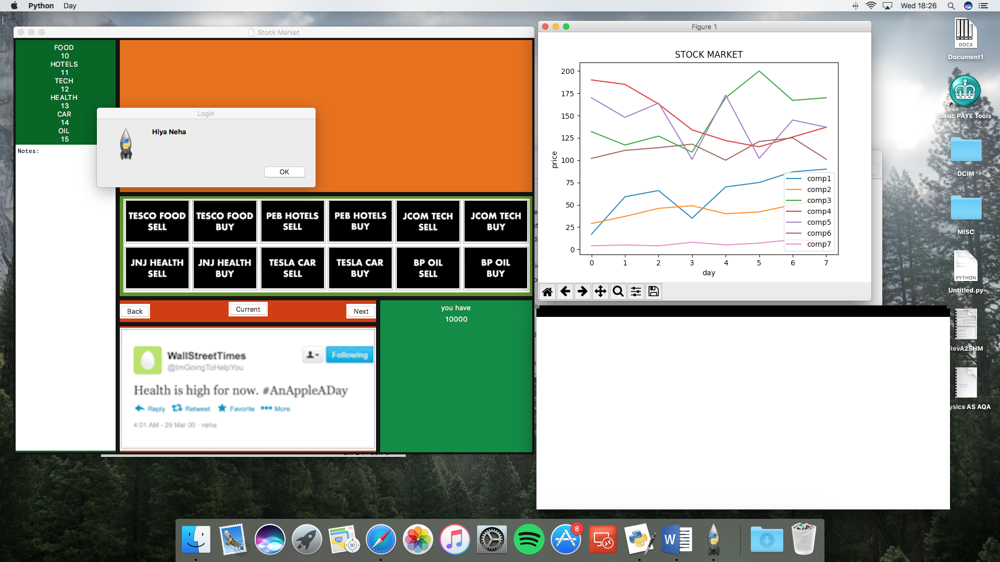 Python Day
Wed 18:26
Stock Market
FOOD
10
HOTELS
11
TECH
12
HEALTH
13
CAR
14
OIL
15
Notes:
Login
Hiya Neha
OK
TESCO FOOD
SELL
TESCO FOOD
BUY
PEB HOTELS
SELL
PEB HOTELS
BUY
JCOM TECH
SELL
JCOM TECH
BUY
JNJ HEALTH
SELL
JNJ HEALTH
BUY
TESLA CAR
SELL
TESLA CAR
BUY
BP OIL
SELL
BP OIL
BUY
Back
Current
Next
you have
10000
WallStreetTimes
@ImGoingToHelpYou
Following
Health is high for now. #AnAppleADay
Reply Retweet Favorite More
4:01 AM - 29 Mar 00 · neha
Figure 1
STOCK MARKET
200
175
150
125
100
75
50
25
0
price
0 1 2 3 4 5 6 7
day
comp1
comp2
comp3
comp4
comp5
comp6
comp7
DOCX
Document1
Basic PAYE Tools
DCIM
MISC
PYTHON
Untitled.py
RevA2SHM
ysics AS AQA
280
3D
8
W